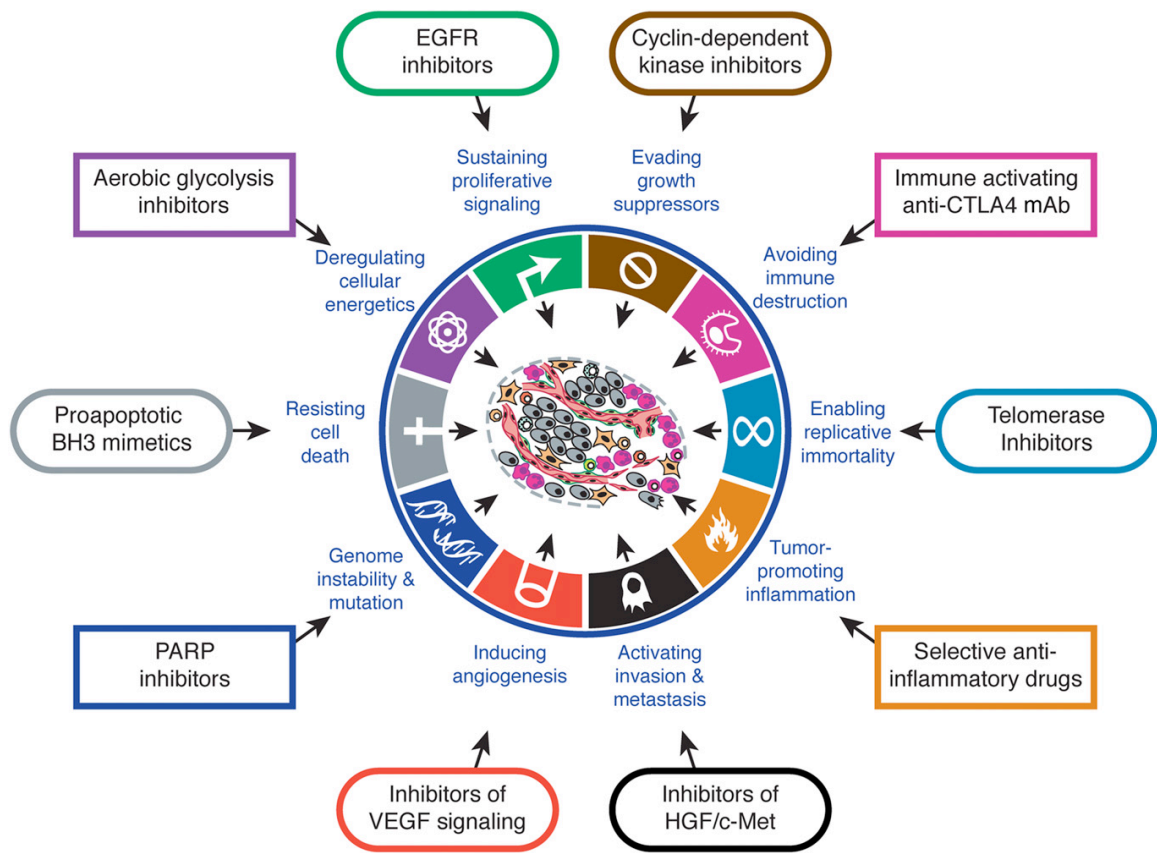 EGFR
inhibitors
Cyclin-dependent
kinase inhibitors
Sustaining
proliferative
signaling
Evading
growth
suppressors
Aerobic glycolysis
inhibitors
Immune activating
anti-CTLA4 mAb
Deregulating
cellular
energetics
Avoiding
immune
destruction
Proapoptotic
BH3 mimetics
Resisting
cell
death
Enabling
replicative
immortality
Telomerase
Inhibitors
Genome
instability &
mutation
Tumor-
promoting
inflammation
PARP
inhibitors
Inducing
angiogenesis
Activating
invasion &
metastasis
Selective anti-
inflammatory drugs
Inhibitors of
VEGF signaling
Inhibitors of
HGF/c-Met